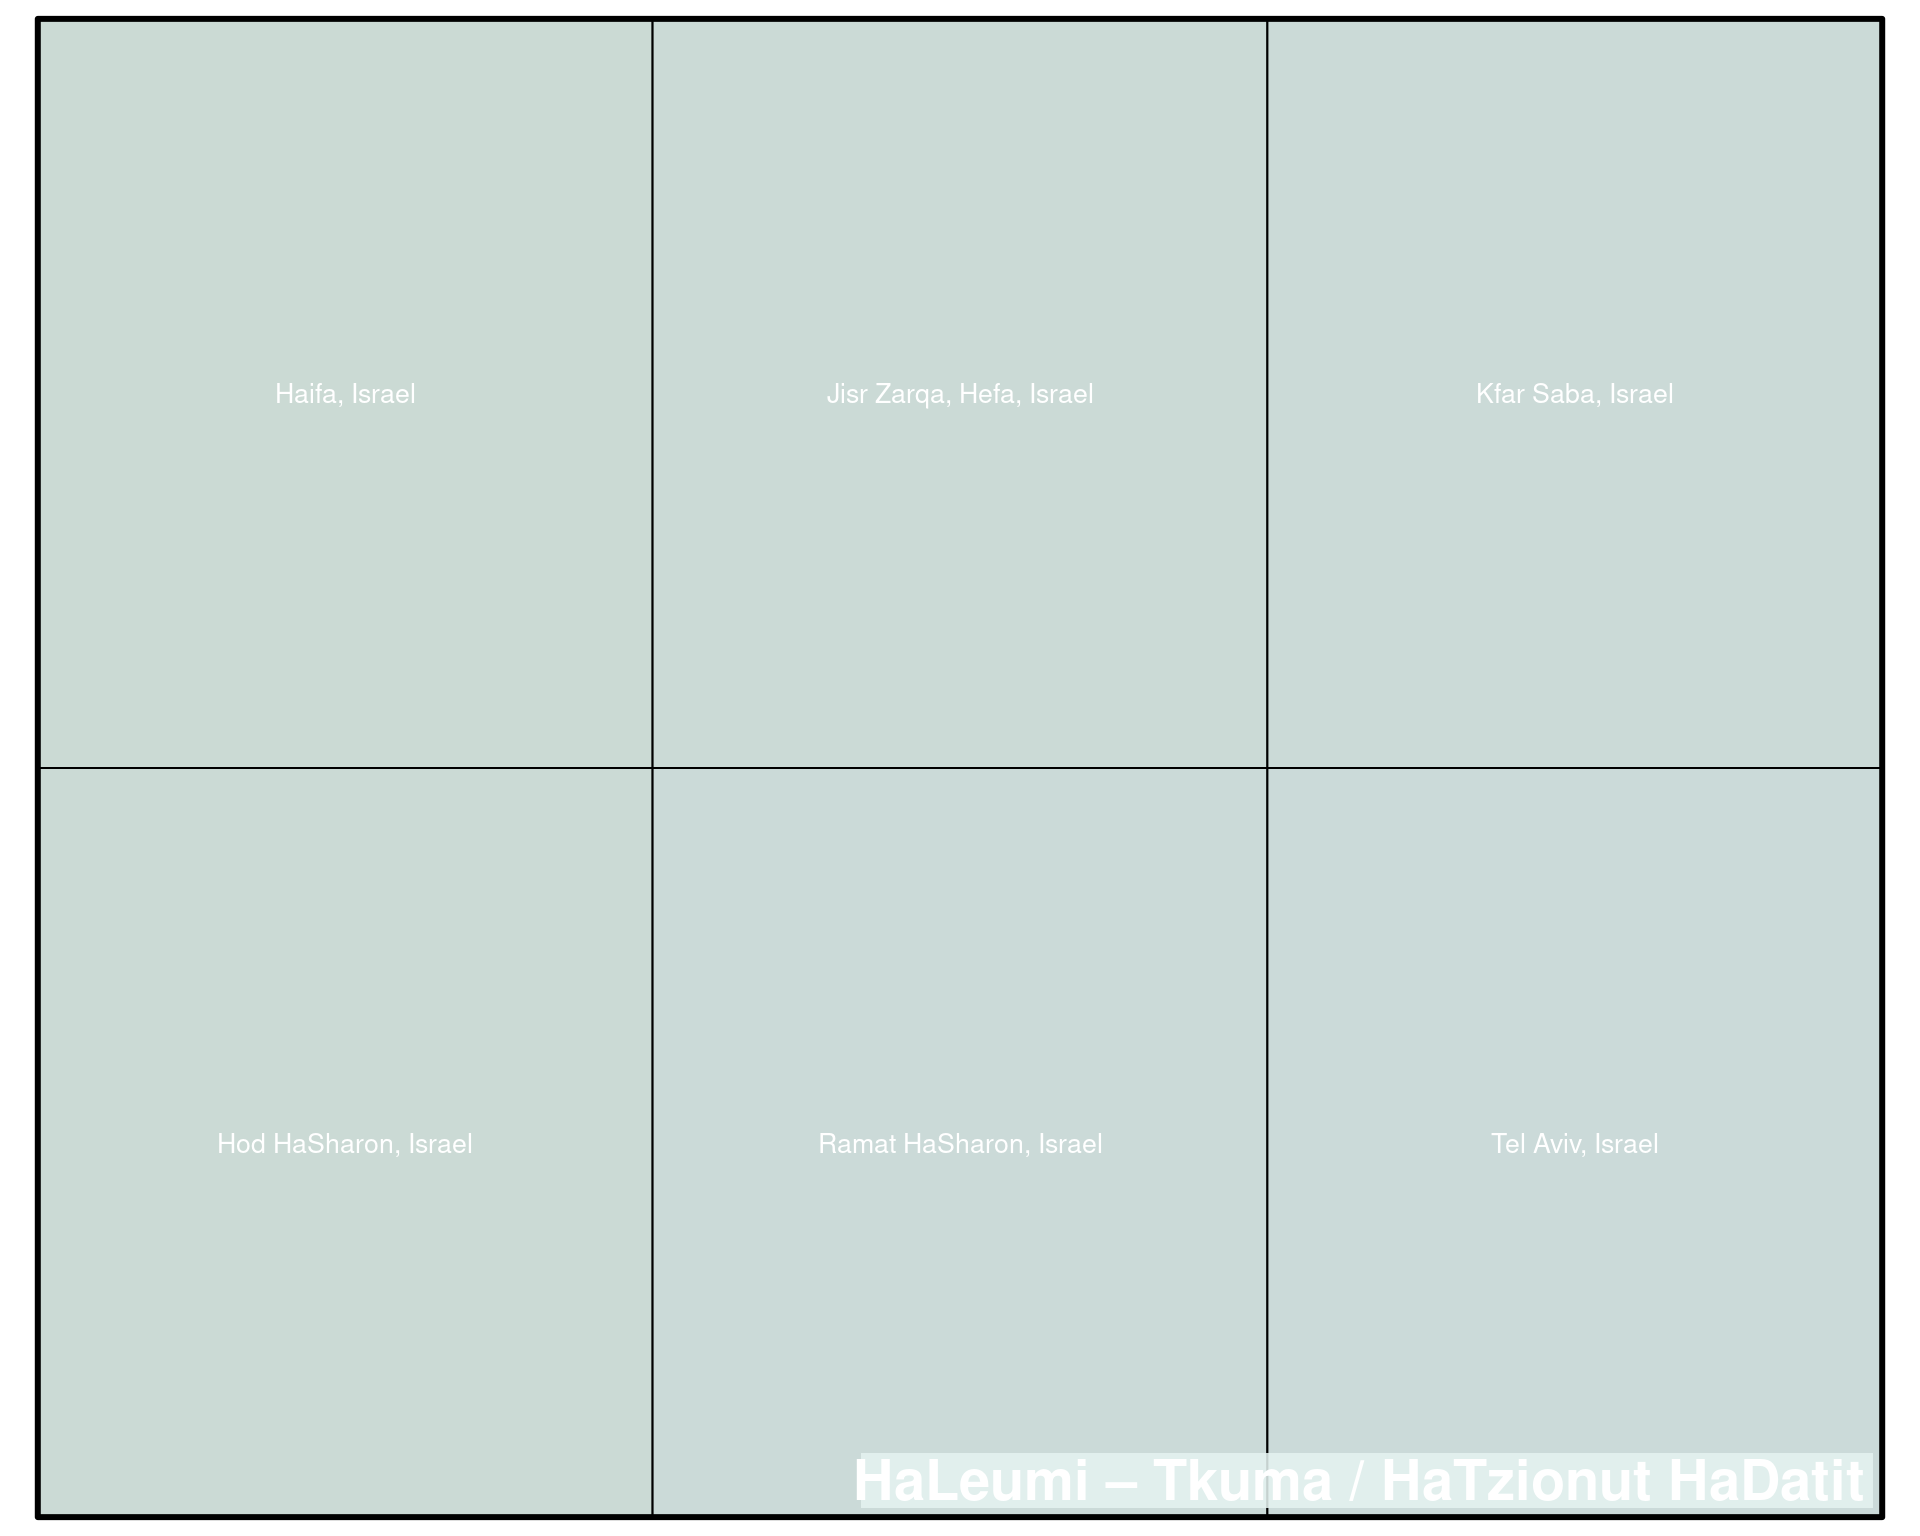 Haifa, Israel
Jisr Zarqa, Hefa, Israel
Kfar Saba, Israel
Hod HaSharon, Israel
Ramat HaSharon, Israel
Tel Aviv, Israel
HaLeumi – Tkuma / HaTzionut HaDatit